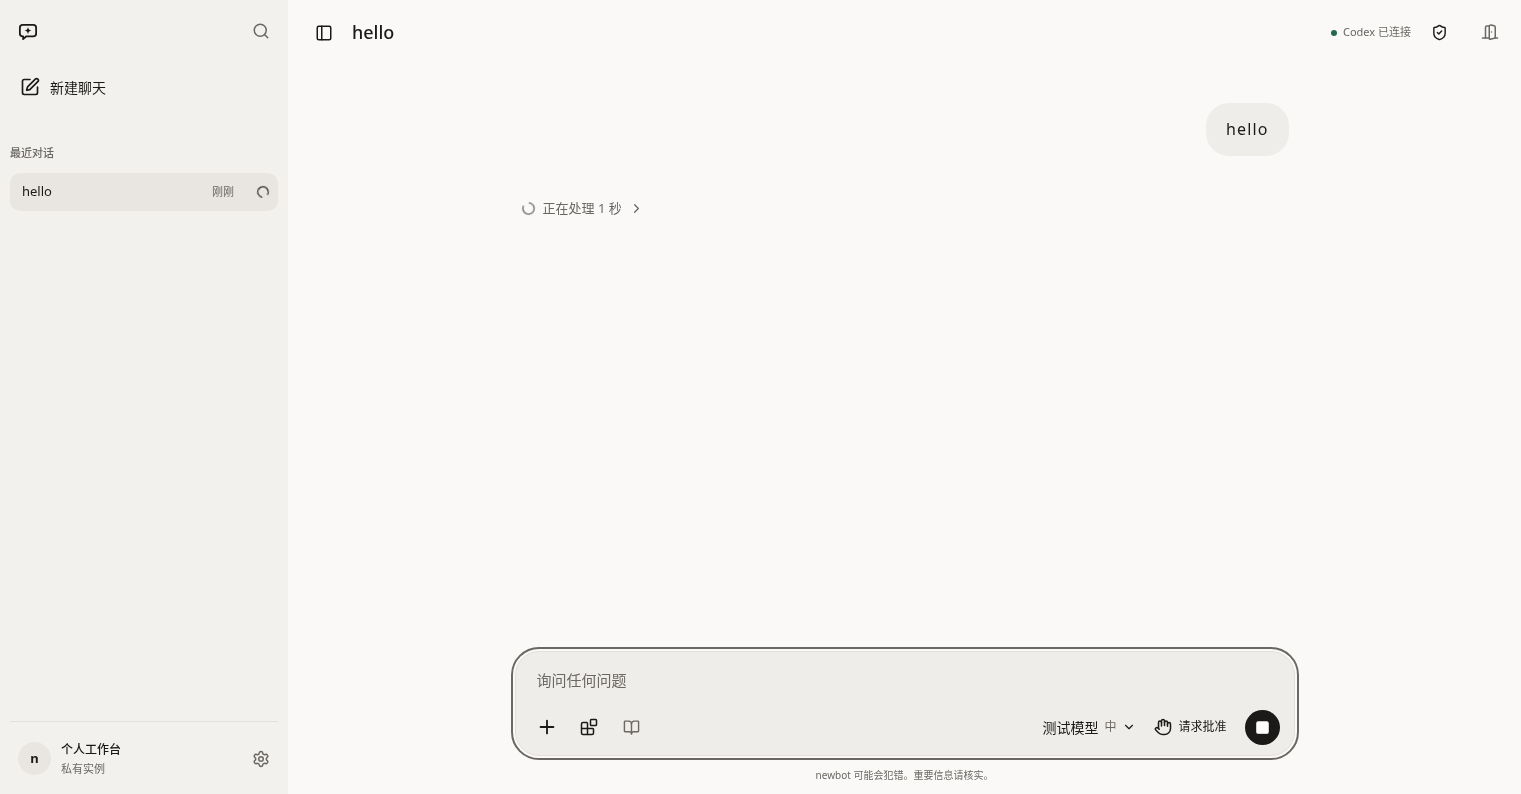 hello
Codex 已连接
新建聊天
最近对话
hello 刚刚
hello
正在处理 1 秒
询问任何问题
测试模型 中 请求批准
n
个人工作台
私有实例
newbot 可能会犯错。重要信息请核实。